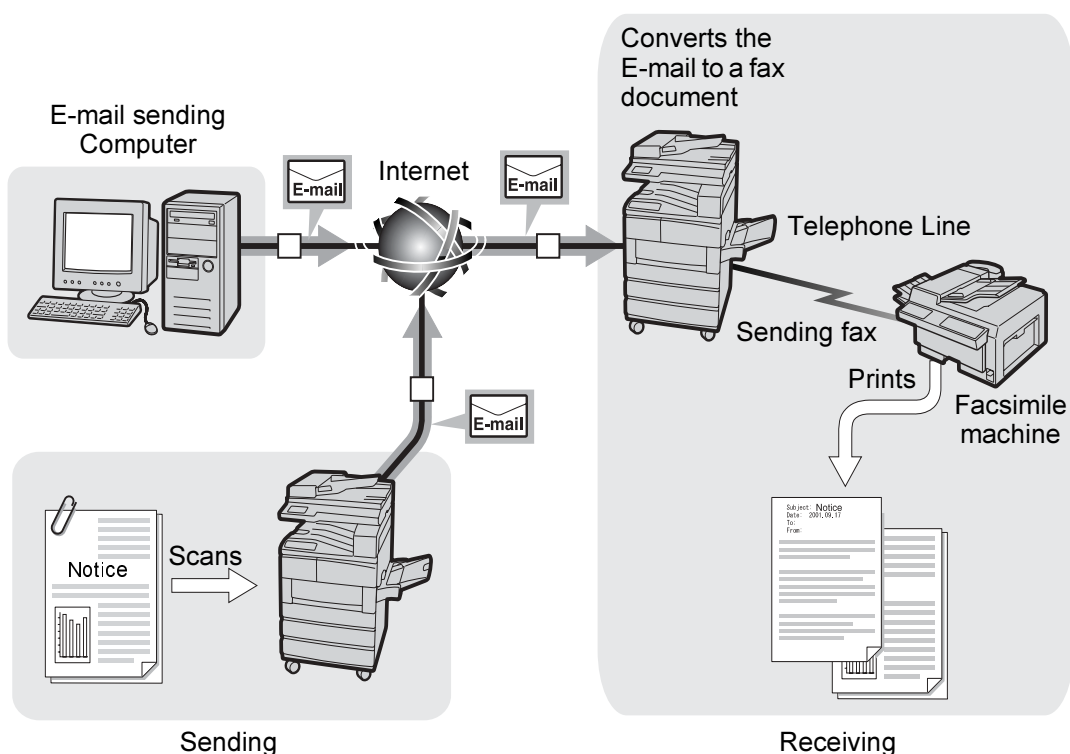 E-mail sending
Computer
E-mail
Internet
E-mail
Converts the
E-mail to a fax
document
Telephone Line
Sending fax
Prints
Facsimile
machine
E-mail
Notice
Scans
Subject: Notice
Date: 2001.09.17
To:
From:
Sending
Receiving